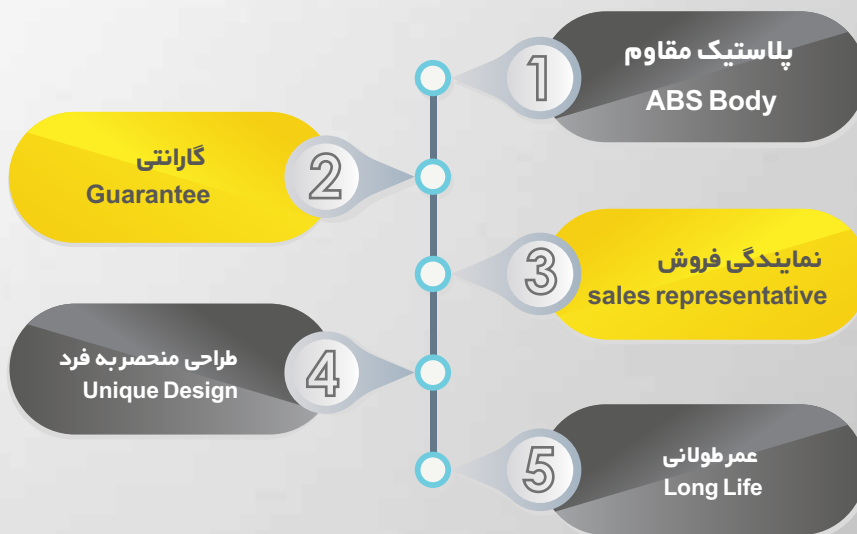 1
پلاستیک مقاوم
ABS Body
2
گارانتی
Guarantee
3
نمایندگی فروش
sales representative
4
طراحی منحصر به فرد
Unique Design
5
عمر طولانی
Long Life